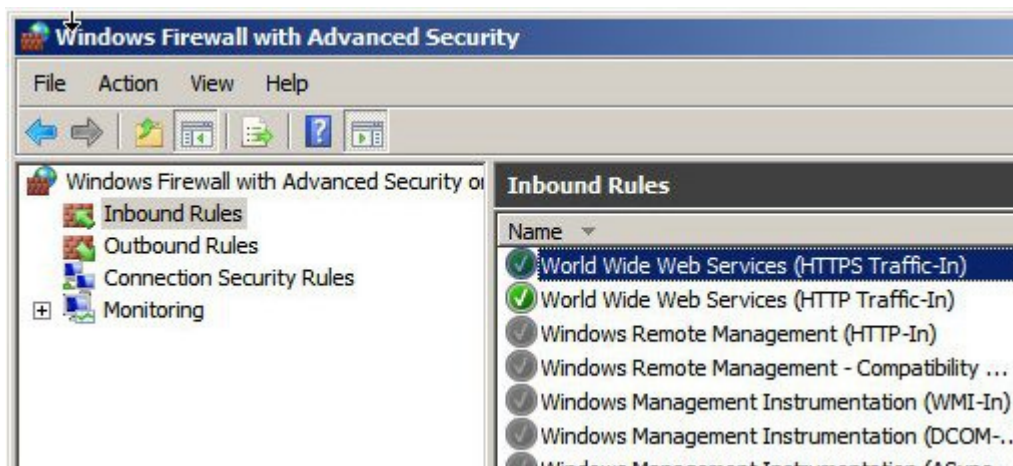 Windows Firewall with Advanced Security
File Action View Help
Windows Firewall with Advanced Security
Inbound Rules
Outbound Rules
Connection Security Rules
Monitoring
Inbound Rules
Name
World Wide Web Services (HTTPS Traffic-In)
World Wide Web Services (HTTP Traffic-In)
Windows Remote Management (HTTP-In)
Windows Remote Management - Compatibility ...
Windows Management Instrumentation (WMI-In)
Windows Management Instrumentation (DCOM-..
Windows Management Instrumentation